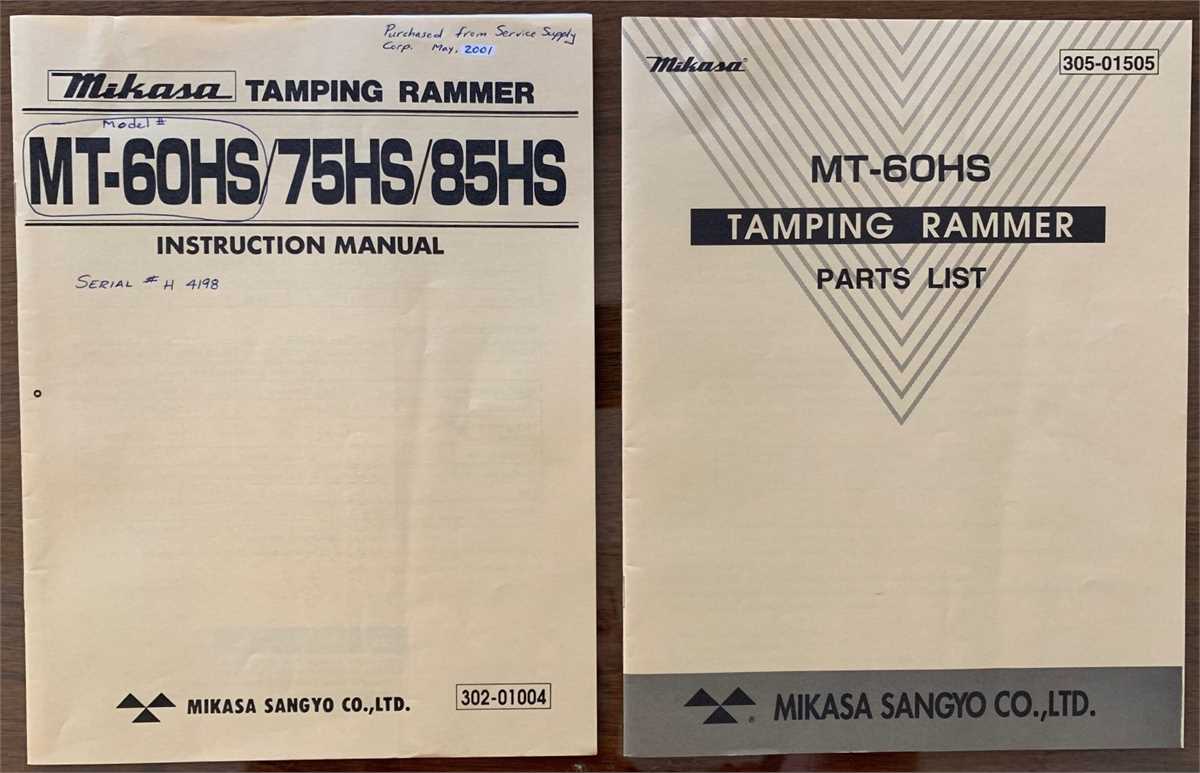 Purchased from Service Supply
Corp. May, 2001
Mikasa TAMPING RAMMER
Model #
MT-60HS/75HS/85HS
INSTRUCTION MANUAL
SERIAL # H 4198
MIKASA SANGYO CO.,LTD.
302-01004
Mikasa®
305-01505
MT-60HS
TAMPING RAMMER
PARTS LIST
® MIKASA SANGYO CO.,LTD.